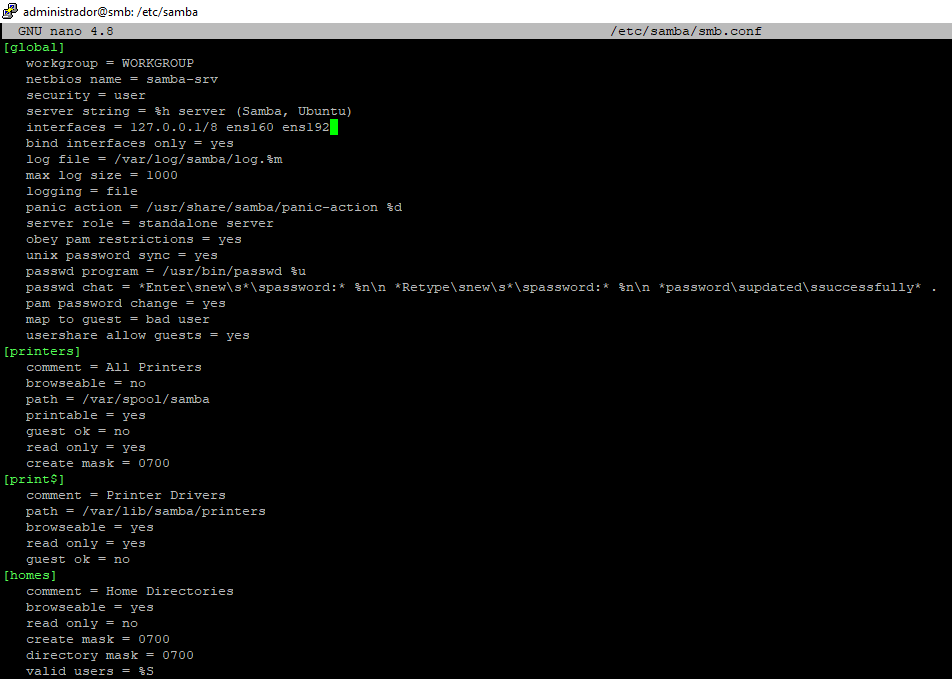 administrador@smb: /etc/samba
GNU nano 4.8 /etc/samba/smb.conf
[global]
workgroup = WORKGROUP
netbios name = samba-srv
security = user
server string = %h server (Samba, Ubuntu)
interfaces = 127.0.0.1/8 ens160 ens192
bind interfaces only = yes
log file = /var/log/samba/log.%m
max log size = 1000
logging = file
panic action = /usr/share/samba/panic-action %d
server role = standalone server
obey pam restrictions = yes
unix password sync = yes
passwd program = /usr/bin/passwd %u
passwd chat = *Enter\snew\s*\spassword:* %n\n *Retype\snew\s*\spassword:* %n\n *password\supdated\ssuccessfully* .
pam password change = yes
map to guest = bad user
usershare allow guests = yes
[printers]
comment = All Printers
browseable = no
path = /var/spool/samba
printable = yes
guest ok = no
read only = yes
create mask = 0700
[print$]
comment = Printer Drivers
path = /var/lib/samba/printers
browseable = yes
read only = yes
guest ok = no
[homes]
comment = Home Directories
browseable = yes
read only = no
create mask = 0700
directory mask = 0700
valid users = %S